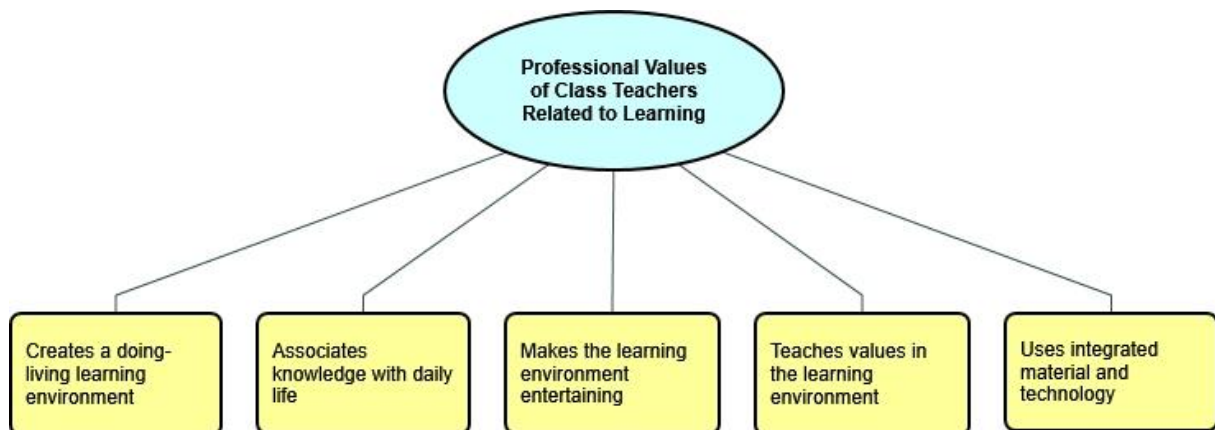 Professional Values
of Class Teachers
Related to Learning
Creates a doing-
living learning
environment
Associates
knowledge with daily
life
Makes the learning
environment
entertaining
Teaches values in
the learning
environment
Uses integrated
material and
technology